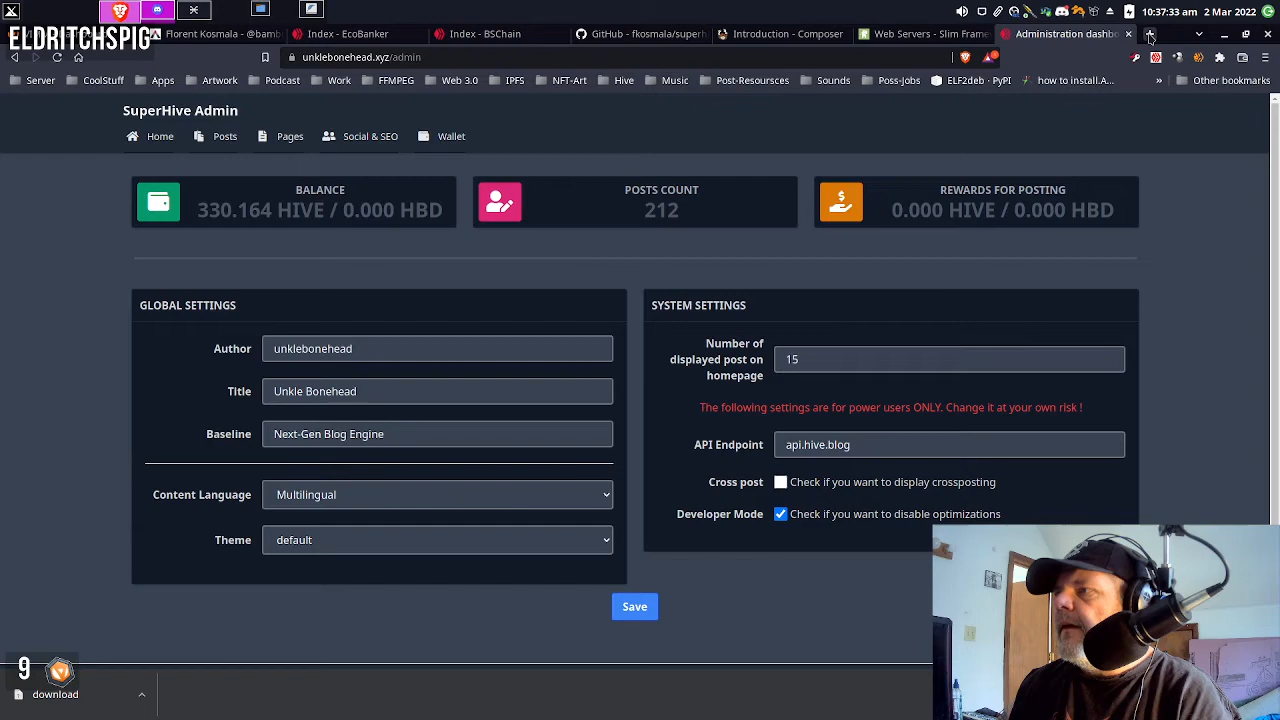 10:37:33 am 2 Mar 2022
ELDRITCHSPIG
Florent Kosmala - @bamb
Index - EcoBanker
Index - BSChain
GitHub - fkosmala/superh
Introduction - Composer
Web Servers - Slim Frame
Administration dashbo
unklebonehead.xyz/admin
Server
CoolStuff
Apps
Artwork
Podcast
Work
FFMPEG
Web 3.0
IPFS
NFT-Art
Hive
Music
Post-Resoursces
Sounds
Poss-Jobs
ELF2deb · PyPI
how to install.A...
»
Other bookmarks
SuperHive Admin
Home
Posts
Pages
Social & SEO
Wallet
BALANCE
330.164 HIVE / 0.000 HBD
POSTS COUNT
212
REWARDS FOR POSTING
0.000 HIVE / 0.000 HBD
GLOBAL SETTINGS
Author
unklebonehead
Title
Unkle Bonehead
Baseline
Next-Gen Blog Engine
Content Language
Multilingual
Theme
default
Save
SYSTEM SETTINGS
Number of
displayed post on
homepage
15
The following settings are for power users ONLY. Change it at your own risk !
API Endpoint
api.hive.blog
Cross post
Check if you want to display crossposting
Developer Mode
Check if you want to disable optimizations
9
download